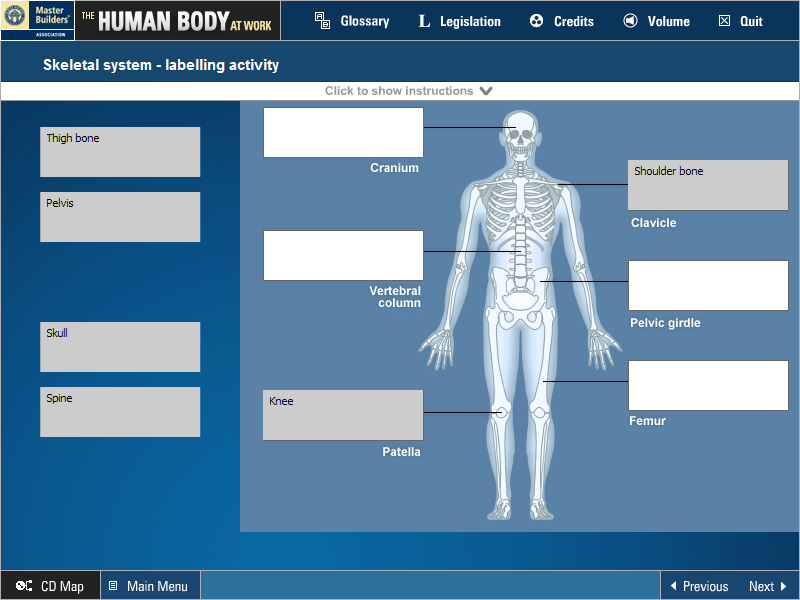 Master
Builders'
ASSOCIATION
THE HUMAN BODY AT WORK
A B Glossary
L Legislation
Credits
Volume
Quit
Skeletal system - labelling activity
Click to show instructions
Thigh bone
Pelvis
Skull
Spine
Cranium
Shoulder bone
Clavicle
Vertebral
column
Pelvic girdle
Knee
Patella
Femur
CD Map
Main Menu
Previous
Next